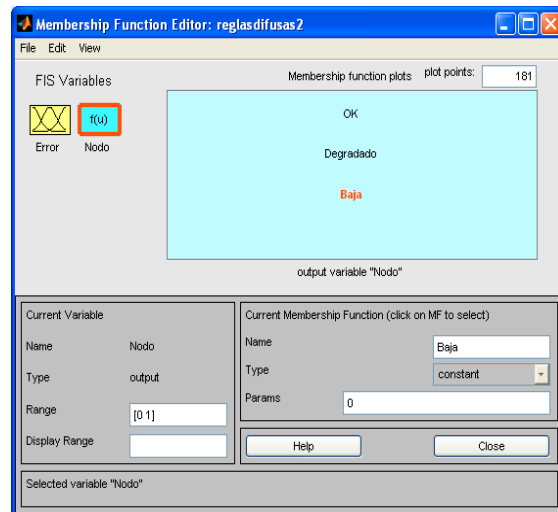 Membership Function Editor: reglasdifusas2
File Edit View
FIS Variables
f(u)
Error Nodo
Membership function plots plot points: 181
OK
Degradado
Baja
output variable "Nodo"
Current Variable
Name Nodo
Type output
Range [0 1]
Display Range
Current Membership Function (click on MF to select)
Name Baja
Type constant
Params 0
Help Close
Selected variable "Nodo"